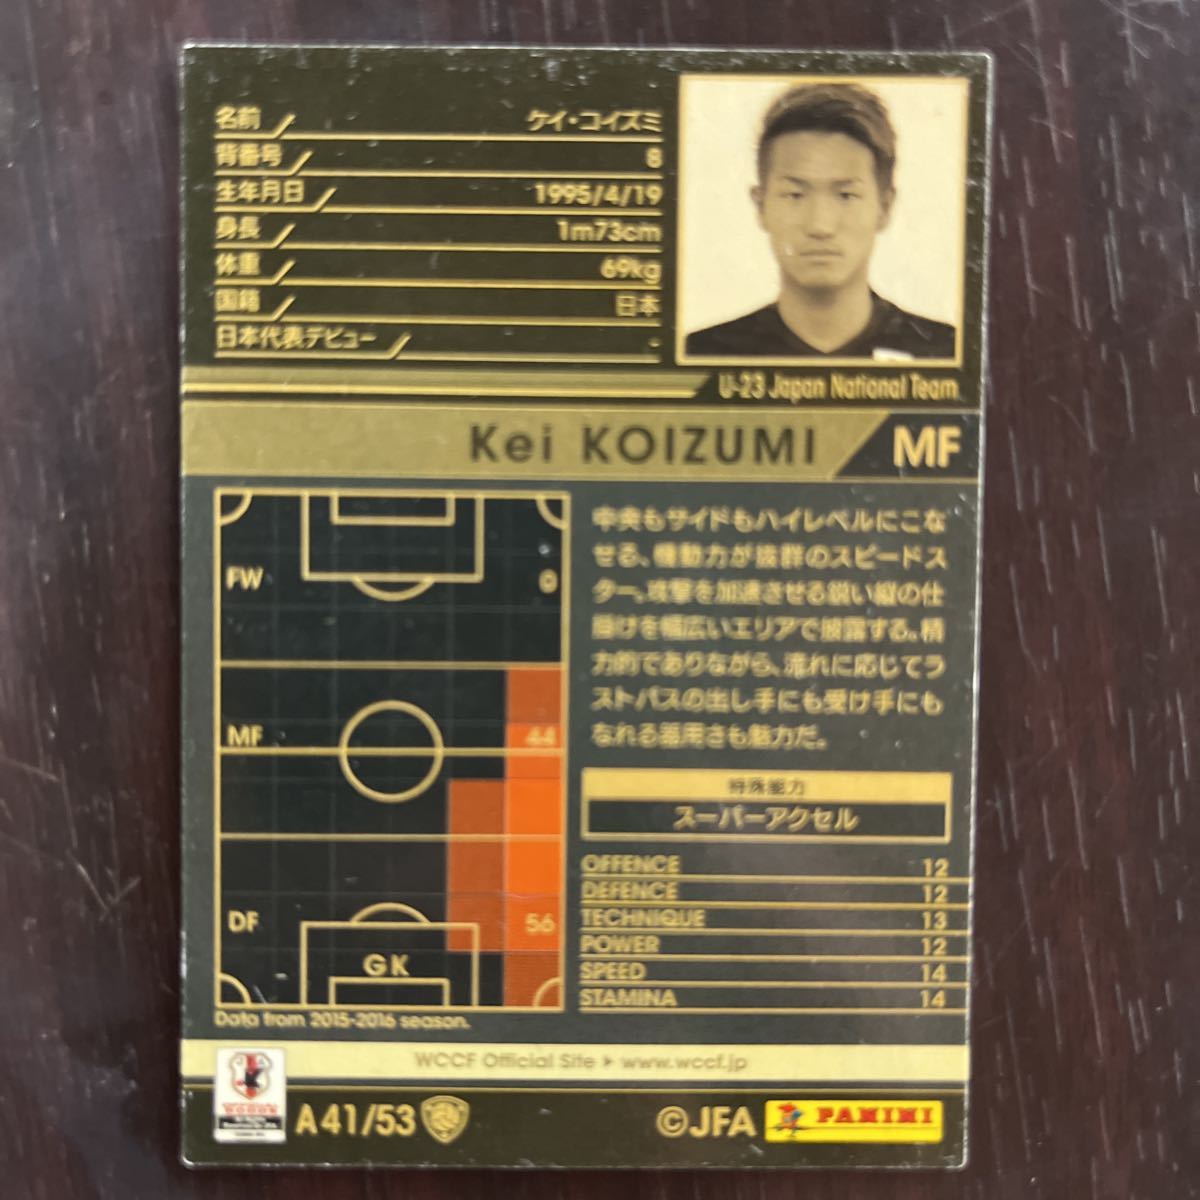 名前 ケイ・コイズミ
背番号 8
生年月日 1995/4/19
身長 1m73cm
体重 69kg
国籍 日本
日本代表デビュー -
U-23 Japan National Team
Kei KOIZUMI MF
中央もサイドもハイレベルにこな
せる、機動力が抜群のスピードス
ター。攻撃を加速させる鋭い縦の仕
掛けを幅広いエリアで披露する。精
力的でありながら、流れに応じてラ
ストパスの出し手にも受け手にも
なれる器用さも魅力だ。
FW 0
MF 44
DF 56
GK
Data from 2015-2016 season.
特殊能力
スーパーアクセル
OFFENCE 12
DEFENCE 12
TECHNIQUE 13
POWER 12
SPEED 14
STAMINA 14
WCCF Official Site ▶ www.wccf.jp
A41/53
©JFA
PANINI